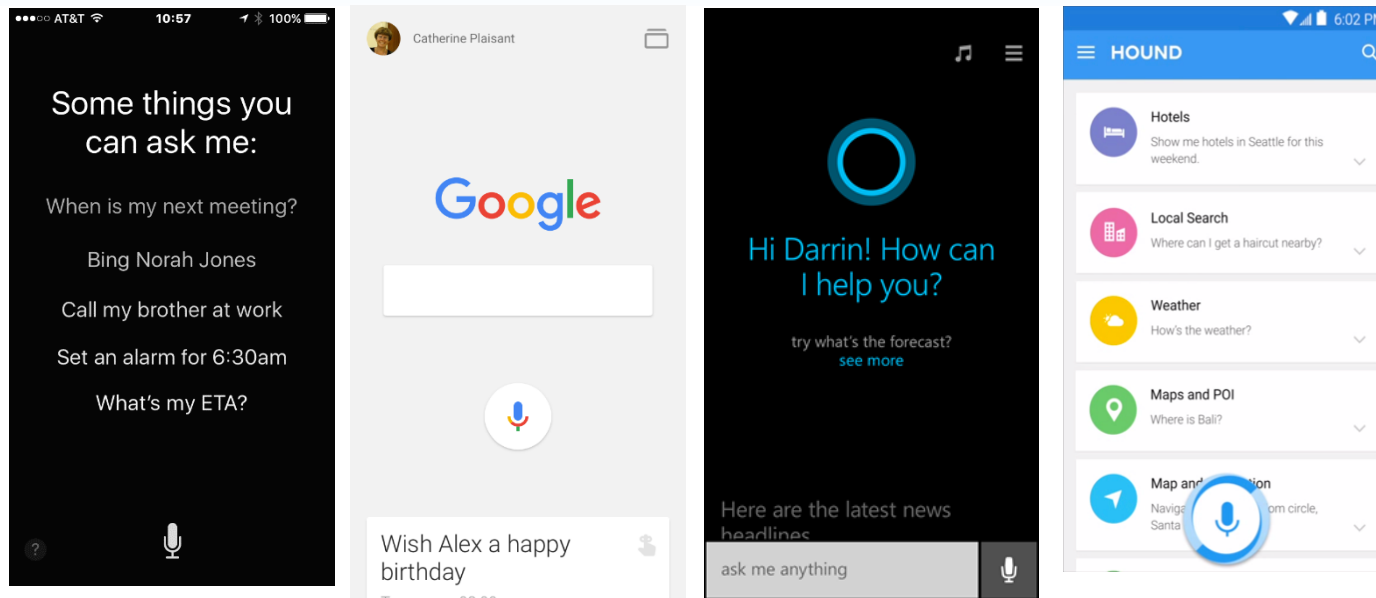 AT&T 10:57 100%
Some things you
can ask me:
When is my next meeting?
Bing Norah Jones
Call my brother at work
Set an alarm for 6:30am
What's my ETA?
?
Catherine Plaisant
Google
Wish Alex a happy
birthday
Hi Darrin! How can
I help you?
try what's the forecast?
see more
Here are the latest news
headlines
ask me anything
6:02 PM
HOUND
Hotels
Show me hotels in Seattle for this
weekend.
Local Search
Where can I get a haircut nearby?
Weather
How's the weather?
Maps and POI
Where is Bali?
Map and
om circle,
Santa